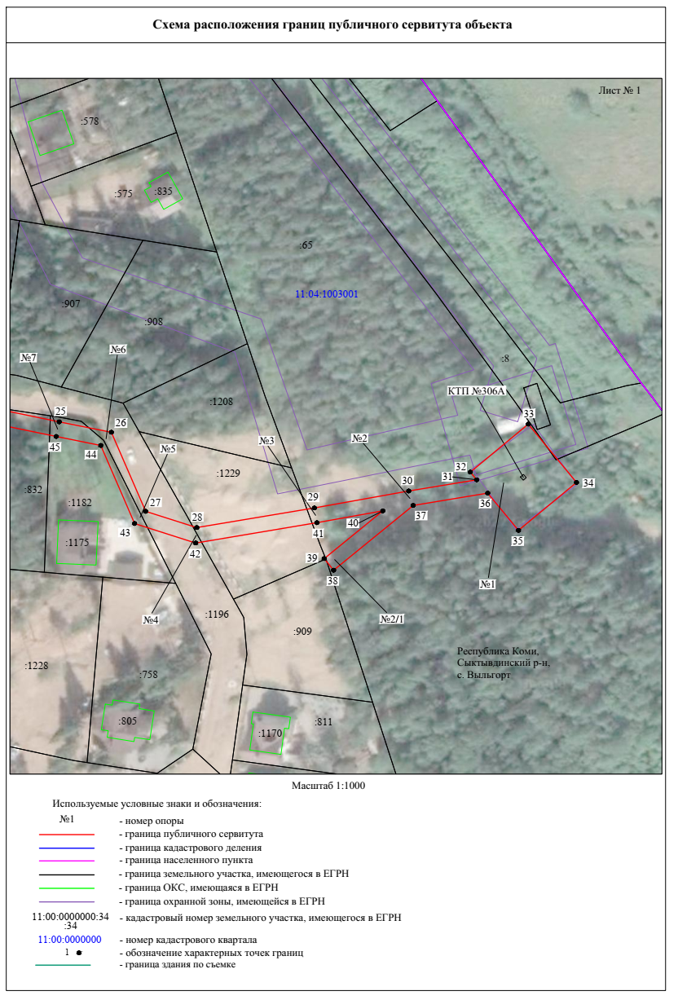 Схема расположения границ публичного сервитута объекта
Лист № 1
:578
:575
:835
:65
11:04:1003001
:907
:908
:8
№7
№6
КТП №306А
:1208
25
26
33
№5
№3
№2
45
44
:1229
32
31
34
30
:832
:1182
27
29
36
28
37
43
41
40
:1175
42
35
39
38
№1
№4
:1196
№2/1
:909
Республика Коми,
Сыктывдинский р-н,
с. Выльгорт
:1228
:758
:805
:811
:1170
Масштаб 1:1000
Используемые условные знаки и обозначения:
№1 - номер опоры
- граница публичного сервитута
- граница кадастрового деления
- граница населенного пункта
- граница земельного участка, имеющегося в ЕГРН
- граница ОКС, имеющаяся в ЕГРН
- граница охранной зоны, имеющейся в ЕГРН
11:00:0000000:34 - кадастровый номер земельного участка, имеющегося в ЕГРН
:34
11:00:0000000 - номер кадастрового квартала
1 - обозначение характерных точек границ
- граница здания по съемке